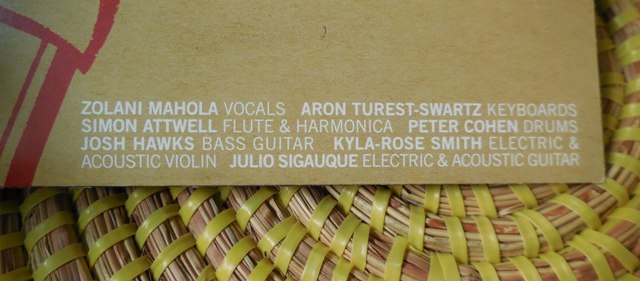 ZOLANI MAHOLA VOCALS ARON TUREST-SWARTZ KEYBOARDS
SIMON ATTWELL FLUTE & HARMONICA PETER COHEN DRUMS
JOSH HAWKS BASS GUITAR KYLA-ROSE SMITH ELECTRIC &
ACOUSTIC VIOLIN JULIO SIGAUQUE ELECTRIC & ACOUSTIC GUITAR